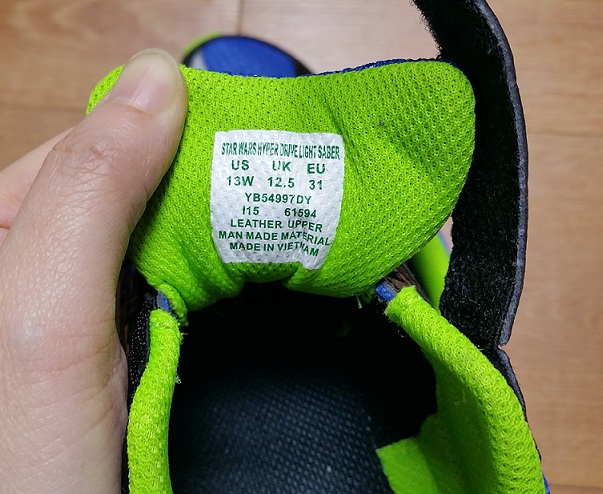 STAR WARS HYPER DRIVE LIGHT SABER
US UK EU
13W 12.5 31
YB54997DY
I15 61594
LEATHER UPPER
MAN MADE MATERIAL
MADE IN VIETNAM